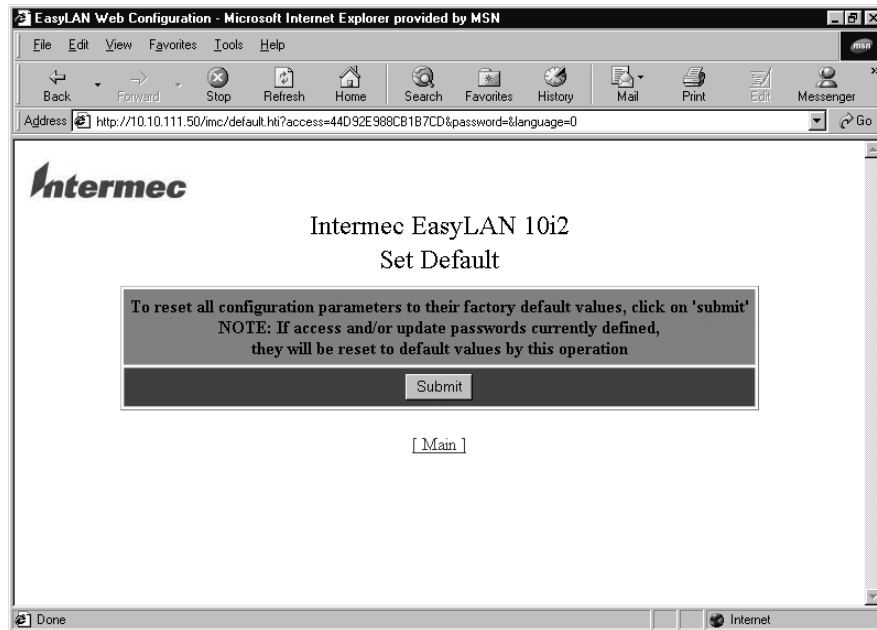 EasyLAN Web Configuration - Microsoft Internet Explorer provided by MSN
File Edit View Favorites Tools Help
msn
Back Forward Stop Refresh Home Search Favorites History Mail Print Edit Messenger »
Address http://10.10.111.50/imc/default.hti?access=44D92E988CB1B7CD&password=&language=0 Go
Intermec
Intermec EasyLAN 10i2
Set Default
To reset all configuration parameters to their factory default values, click on 'submit'
NOTE: If access and/or update passwords currently defined,
they will be reset to default values by this operation
Submit
[ Main ]
Done Internet